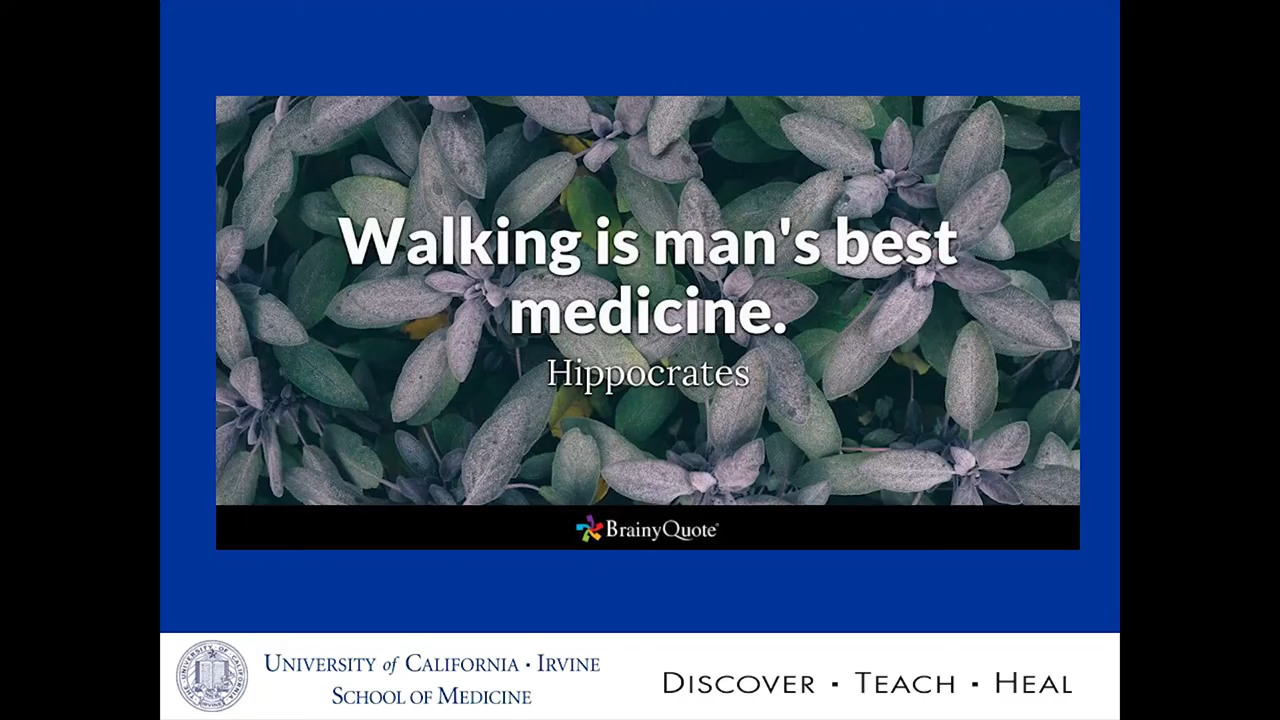 Walking is man's best
medicine.
Hippocrates
BrainyQuote
UNIVERSITY of CALIFORNIA · IRVINE
SCHOOL OF MEDICINE
DISCOVER · TEACH · HEAL